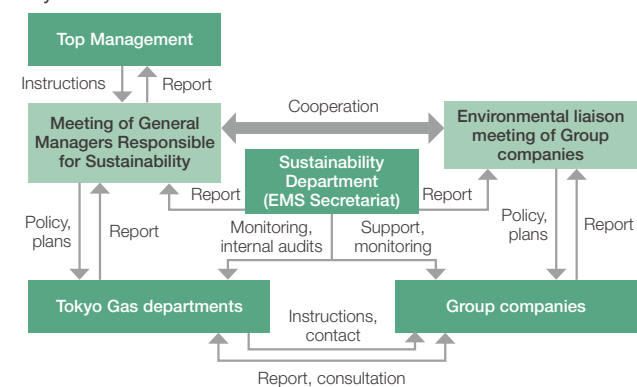 Top Management
Instructions
Report
Cooperation
Meeting of General
Managers Responsible
for Sustainability
Environmental liaison
meeting of Group
companies
Sustainability
Department
(EMS Secretariat)
Report
Report
Policy,
plans
Report
Monitoring,
internal audits
Support,
monitoring
Policy,
plans
Report
Tokyo Gas departments
Group companies
Instructions,
contact
Report, consultation